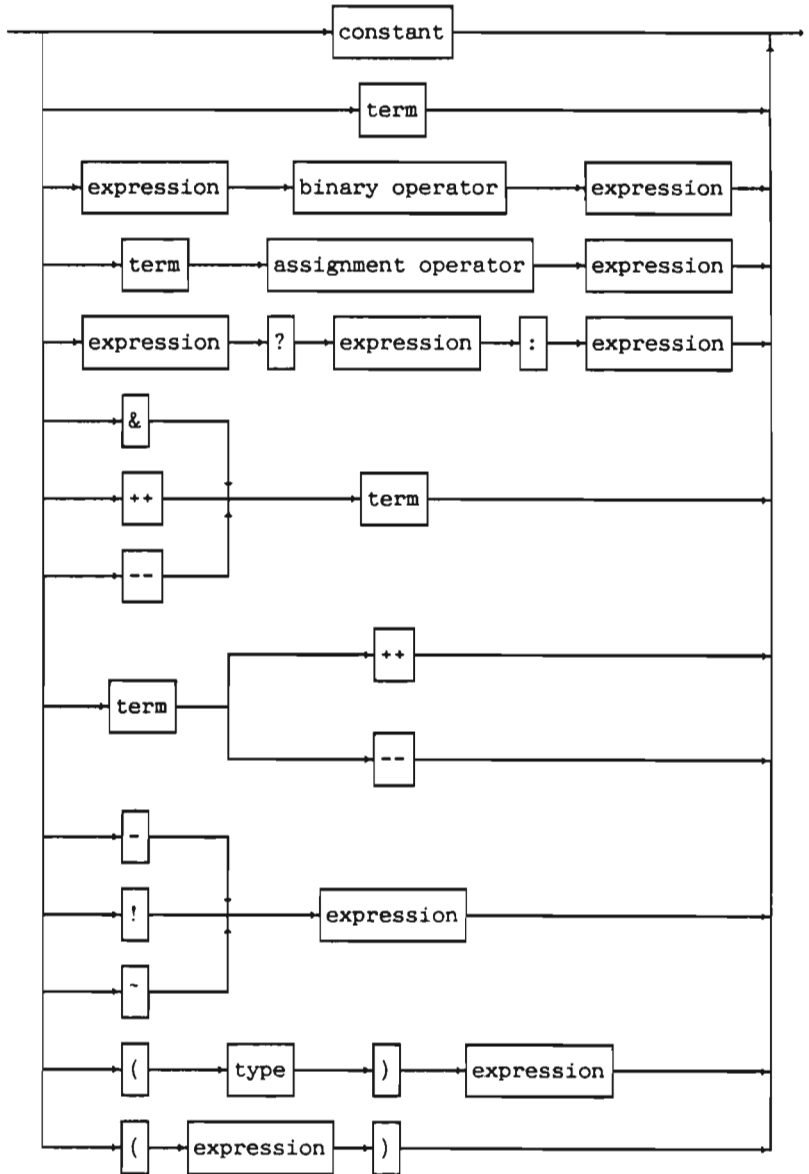 constant
term
expression binary operator expression
term assignment operator expression
expression ? expression : expression
&
++ term
--
++
term
--
-
! expression
~
( type ) expression
( expression )